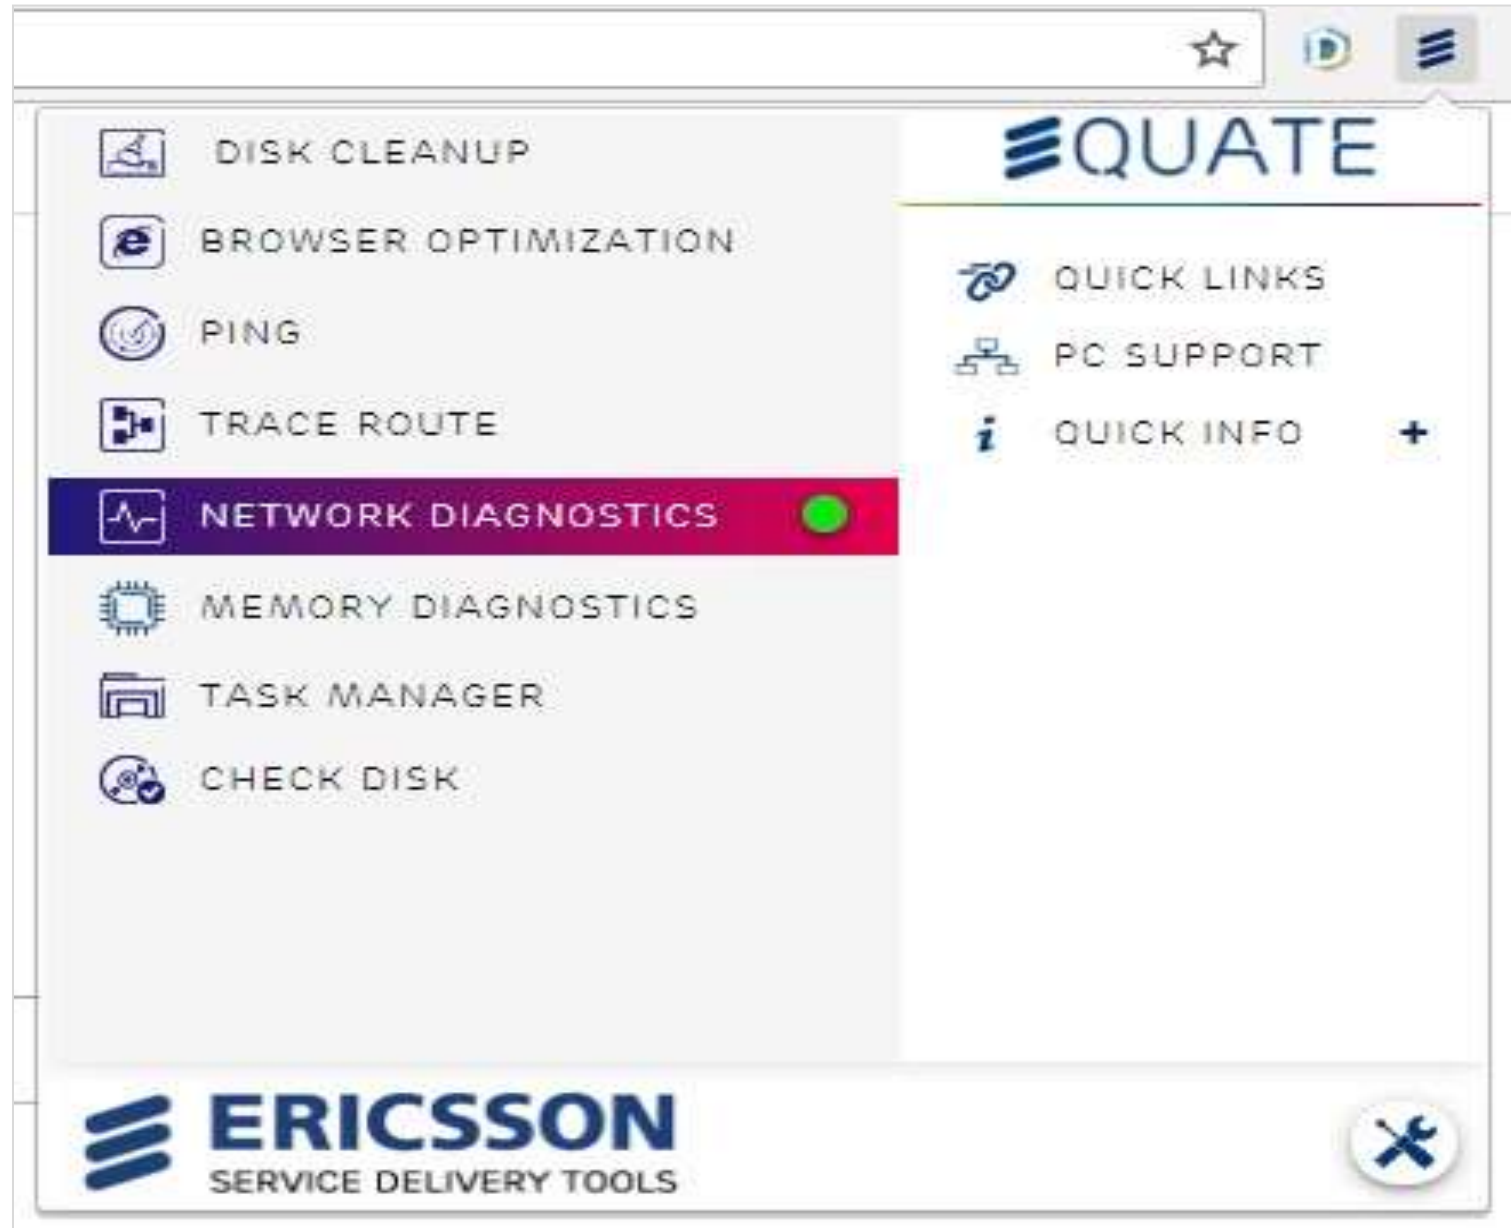 DISK CLEANUP
BROWSER OPTIMIZATION
PING
TRACE ROUTE
NETWORK DIAGNOSTICS
MEMORY DIAGNOSTICS
TASK MANAGER
CHECK DISK
EQUATE
QUICK LINKS
PC SUPPORT
QUICK INFO +
ERICSSON
SERVICE DELIVERY TOOLS